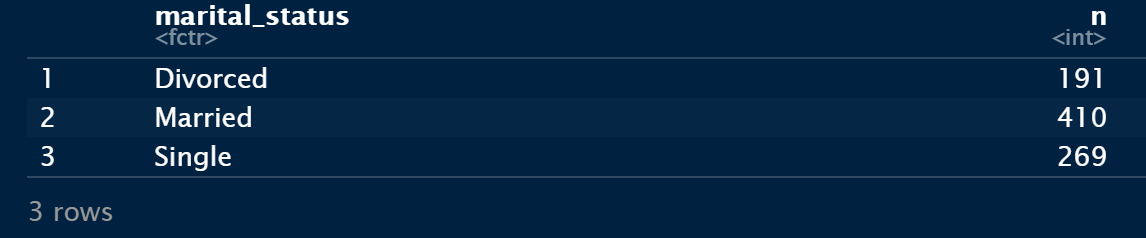 marital_status n
<fctr> <int>
1 Divorced 191
2 Married 410
3 Single 269
3 rows